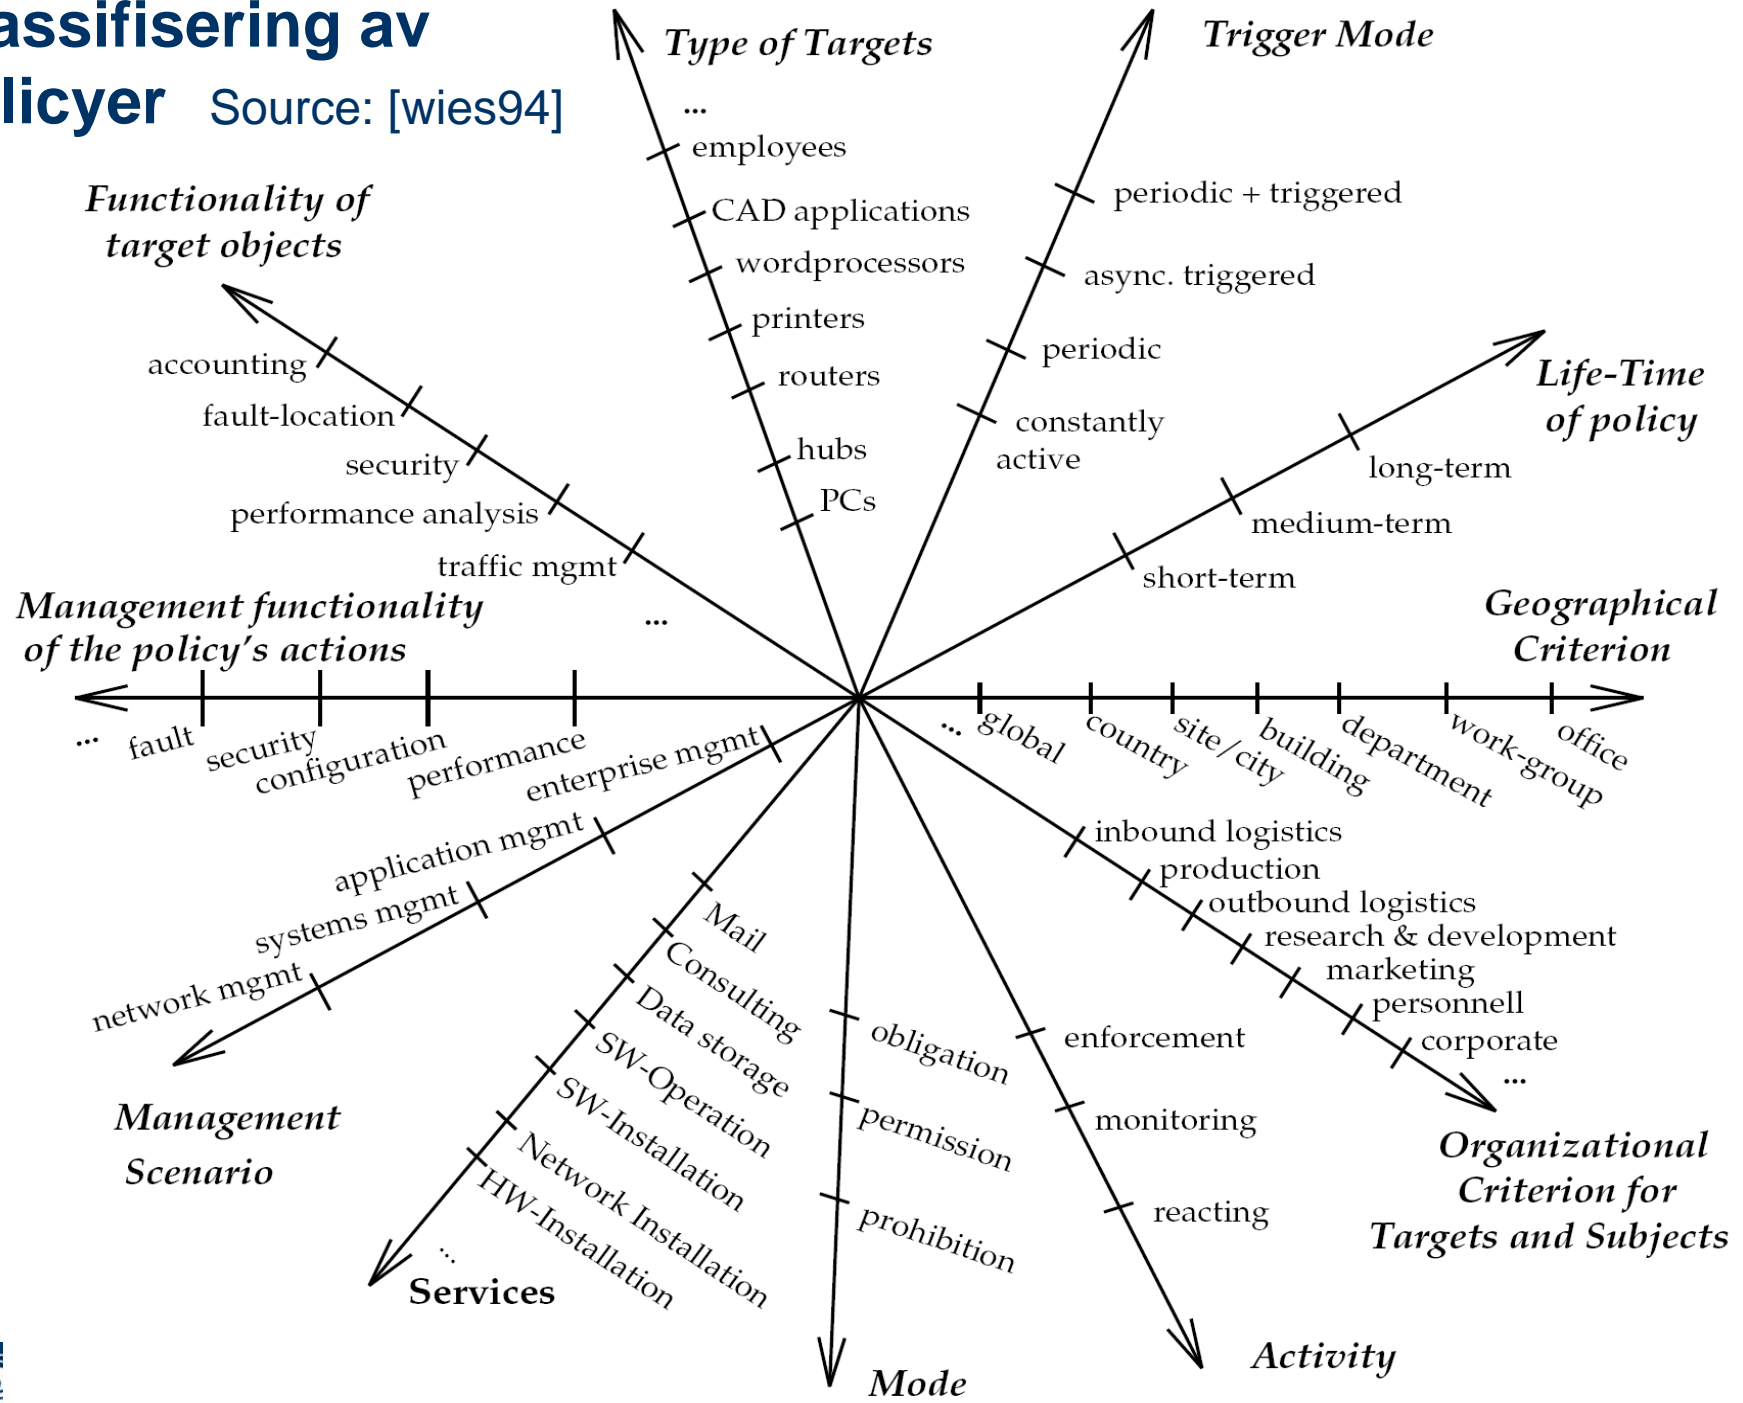 assifisering av
licyer Source: [wies94]
Type of Targets
...
employees
CAD applications
wordprocessors
printers
routers
hubs
PCs
Trigger Mode
periodic + triggered
async. triggered
periodic
constantly
active
Life-Time
of policy
long-term
medium-term
short-term
Functionality of
target objects
accounting
fault-location
security
performance analysis
traffic mgmt
...
Management functionality
of the policy's actions
... fault
security
configuration
performance
Geographical
Criterion
... global
country
site/city
building
department
work-group
office
enterprise mgmt
application mgmt
systems mgmt
network mgmt
Management
Scenario
Mail
Consulting
Data storage
SW-Operation
SW-Installation
Network Installation
HW-Installation
...
Services
obligation
permission
prohibition
Mode
enforcement
monitoring
reacting
Activity
inbound logistics
production
outbound logistics
research & development
marketing
personnell
corporate
...
Organizational
Criterion for
Targets and Subjects